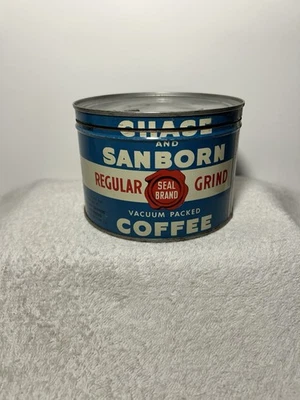 CHASE
AND
SANBORN
REGULAR SEAL BRAND GRIND
VACUUM PACKED
COFFEE